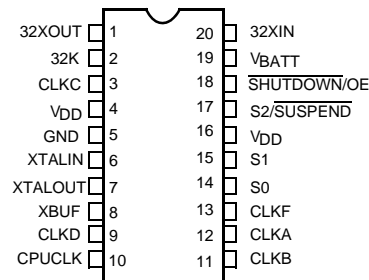 32XOUT 1 20 32XIN
32K 2 19 VBATT
CLKC 3 18 SHUTDOWN/OE
VDD 4 17 S2/SUSPEND
GND 5 16 VDD
XTALIN 6 15 S1
XTALOUT 7 14 S0
XBUF 8 13 CLKF
CLKD 9 12 CLKA
CPUCLK 10 11 CLKB